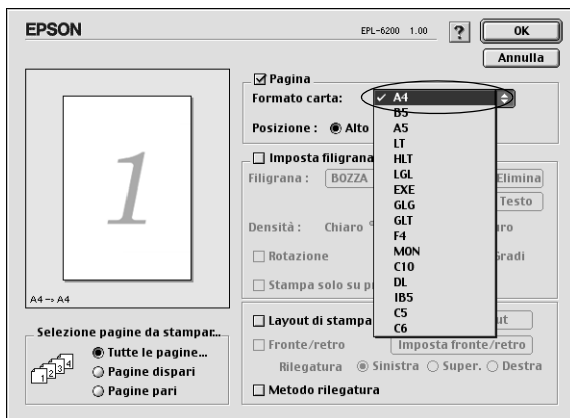 EPSON
EPL-6200 1.00
?
OK
Annulla
Pagina
Formato carta: ✓ A4
B5
A5
LT
HLT
LGL
EXE
GLG
GLT
F4
MON
C10
DL
IB5
C5
C6
Posizione : Alto
Imposta filigrana
Filigrana : BOZZA Elimina
Testo
Densità : Chiaro
Rotazione
Stampa solo su
Layout di stampa
Fronte/retro Imposta fronte/retro
Rilegatura Sinistra Super. Destra
Metodo rilegatura
1
A4 -> A4
Selezione pagine da stampar...
1 2 3 4
Tutte le pagine...
Pagine dispari
Pagine pari